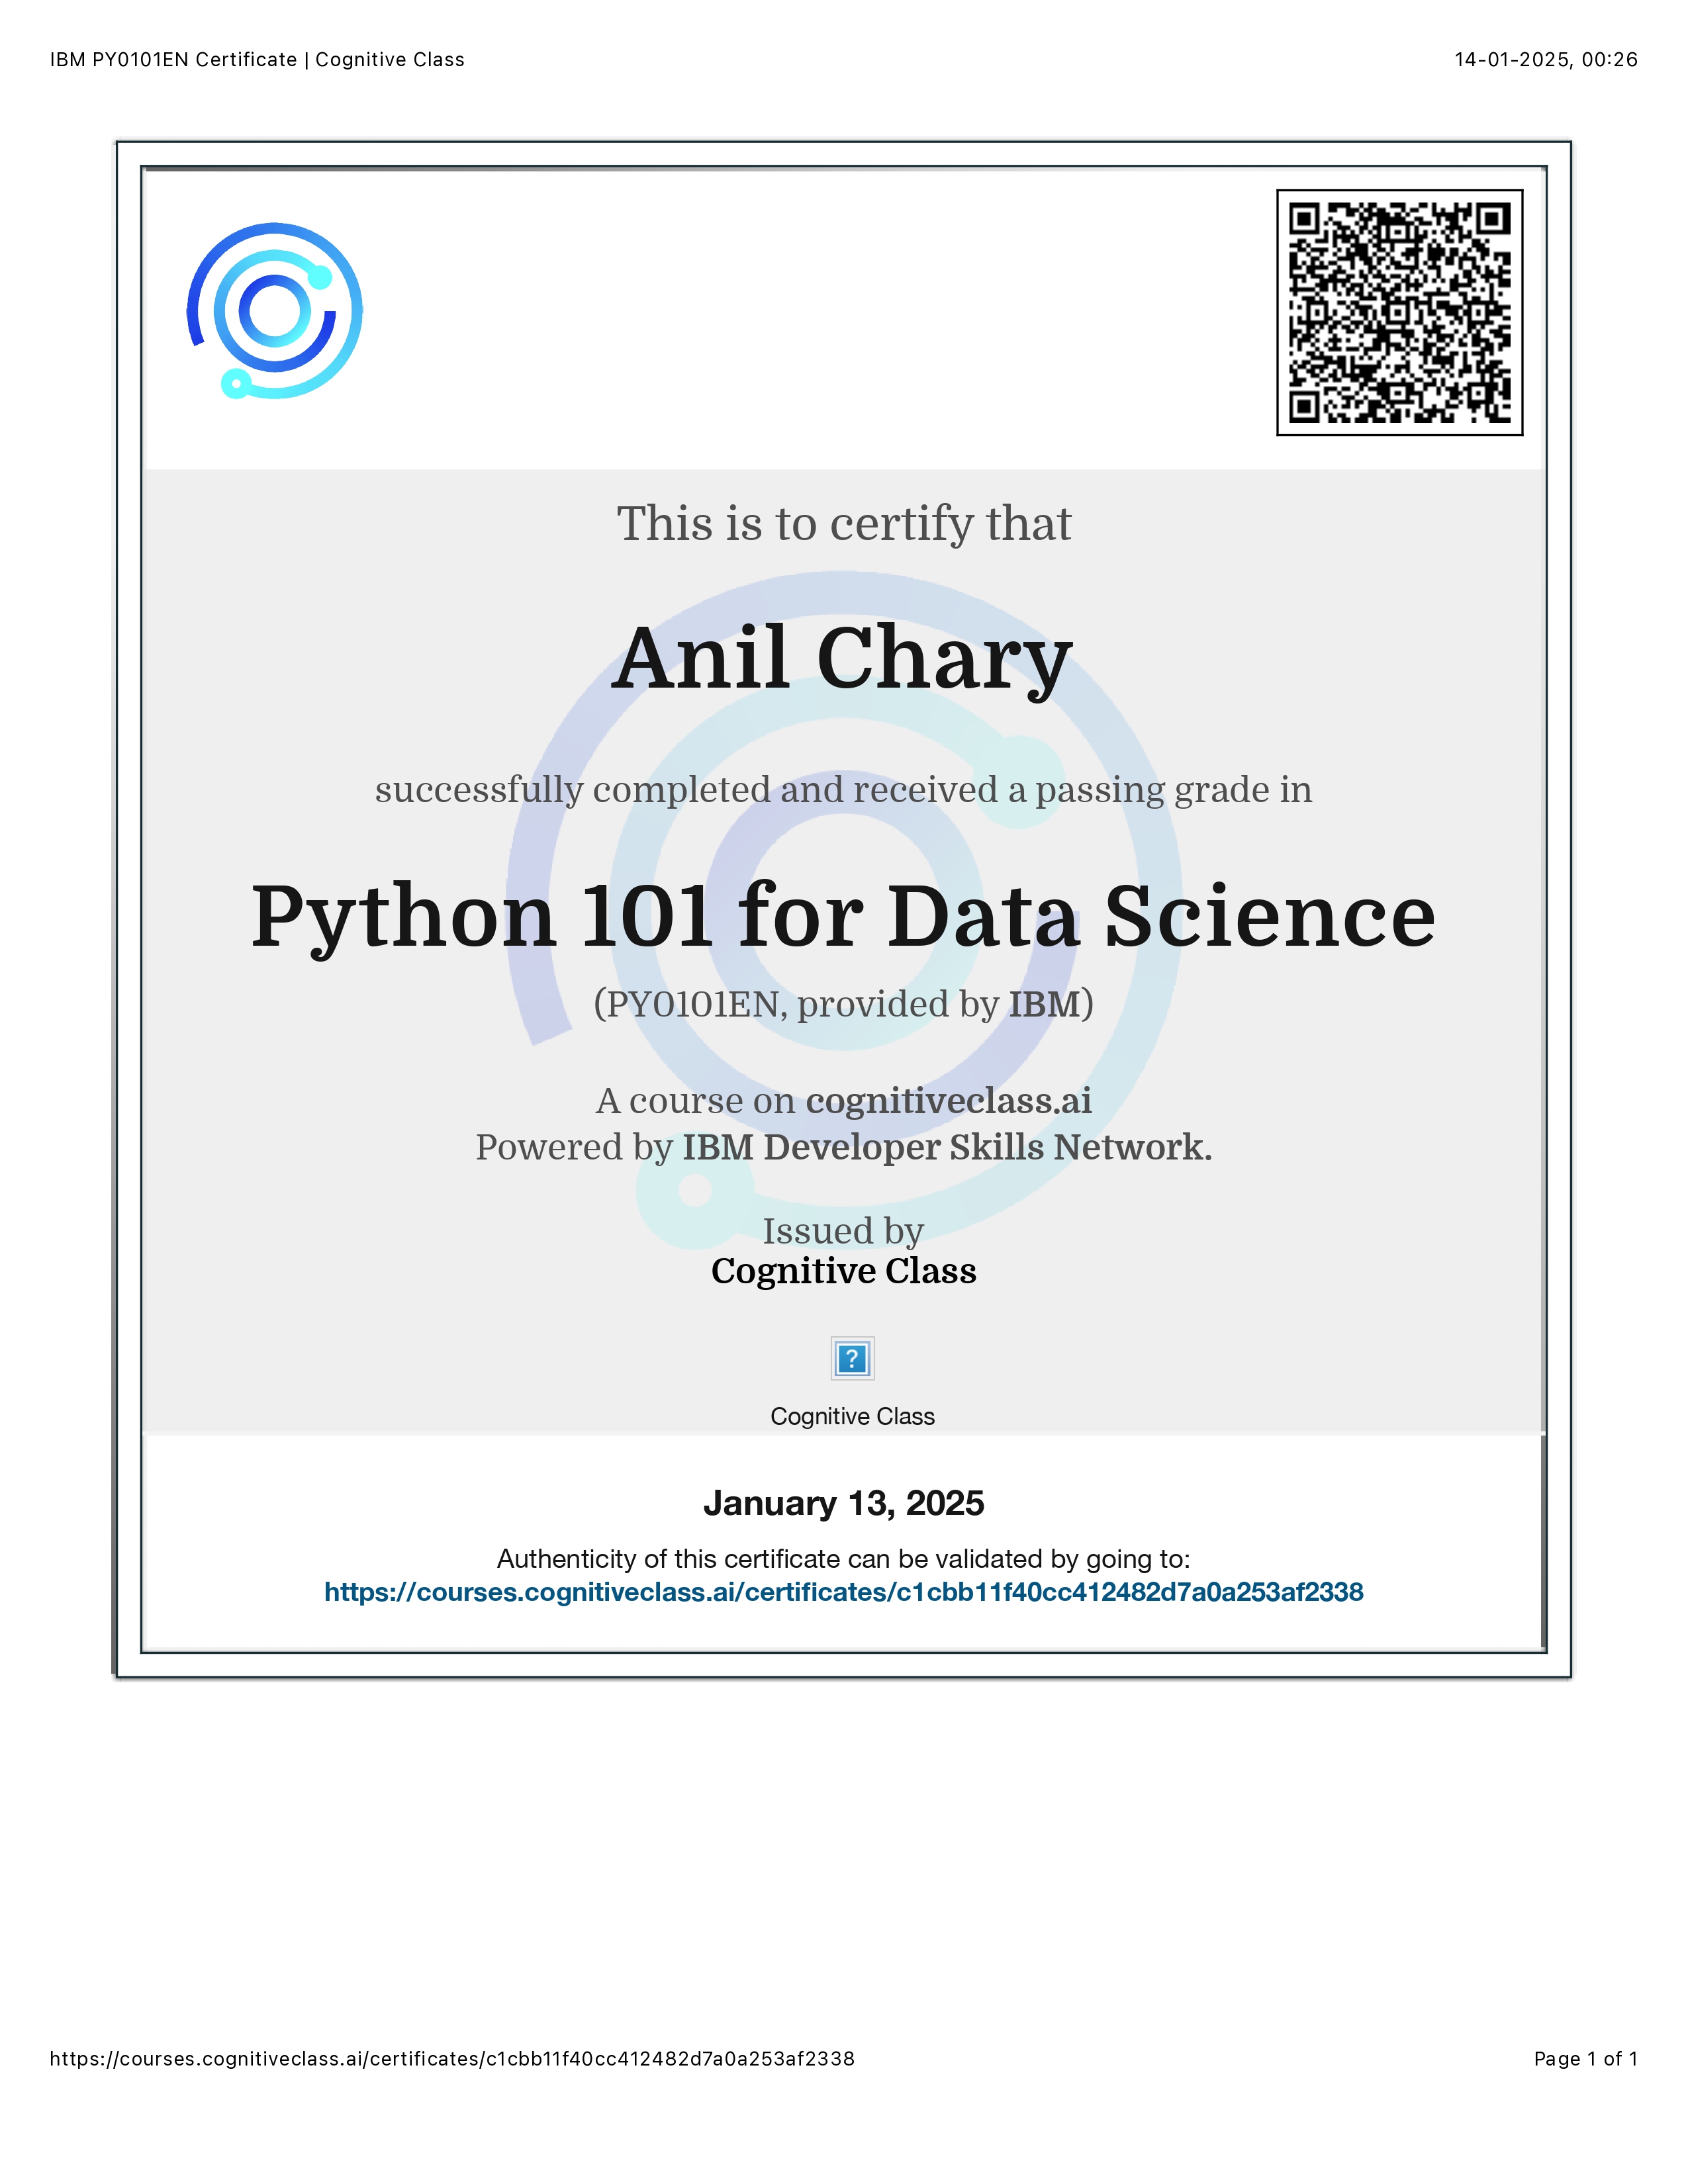 IBM PY0101EN Certificate | Cognitive Class
14-01-2025, 00:26
This is to certify that
Anil Chary
successfully completed and received a passing grade in
Python 101 for Data Science
(PY0101EN, provided by IBM)
A course on cognitiveclass.ai
Powered by IBM Developer Skills Network.
Issued by
Cognitive Class
?
Cognitive Class
January 13, 2025
Authenticity of this certificate can be validated by going to:
https://courses.cognitiveclass.ai/certificates/c1cbb11f40cc412482d7a0a253af2338
https://courses.cognitiveclass.ai/certificates/c1cbb11f40cc412482d7a0a253af2338
Page 1 of 1